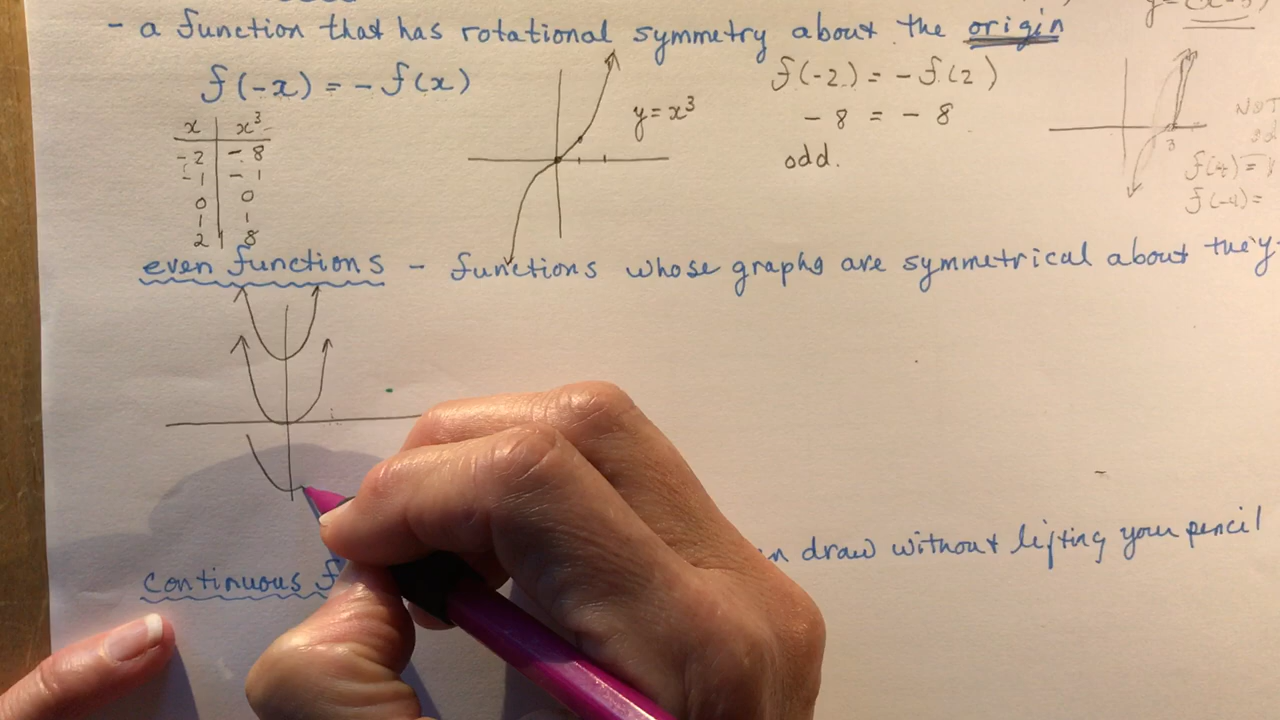 - a function that has rotational symmetry about the origin
f(-x) = - f(x)
x x³
-2 -8
-1 -1
0 0
1 1
2 8
y = x³
f(-2) = - f(2)
-8 = -8
odd.
3
f(4) =
f(-4) =
even functions - functions whose graphs are symmetrical about the y-
continuous f
draw without lifting your pencil